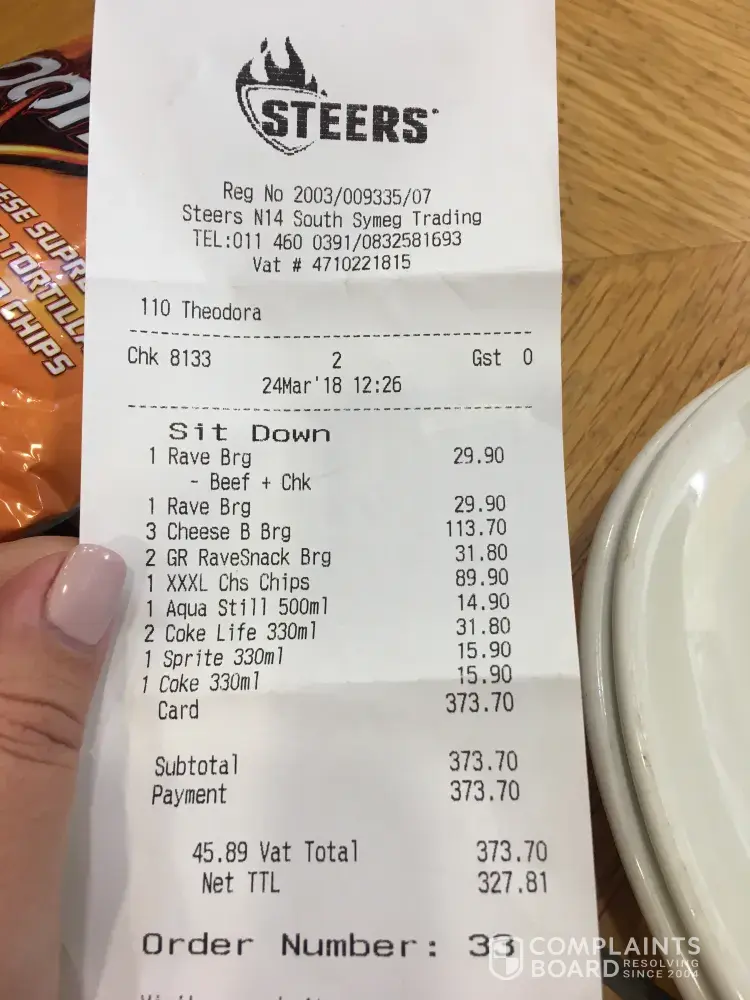 STEERS
Reg No 2003/009335/07
Steers N14 South Symeg Trading
TEL:011 460 0391/0832581693
Vat # 4710221815
110 Theodora
Chk 8133 2 Gst 0
24Mar'18 12:26
Sit Down
1 Rave Brg 29.90
- Beef + Chk
1 Rave Brg 29.90
3 Cheese B Brg 113.70
2 GR RaveSnack Brg 31.80
1 XXXL Chs Chips 89.90
1 Aqua Still 500ml 14.90
2 Coke Life 330ml 31.80
1 Sprite 330ml 15.90
1 Coke 330ml 15.90
Card 373.70
Subtotal 373.70
Payment 373.70
45.89 Vat Total 373.70
Net TTL 327.81
Order Number: 33
COMPLAINTS
BOARD RESOLVING
SINCE 2004
TORTILLA
CHIPS